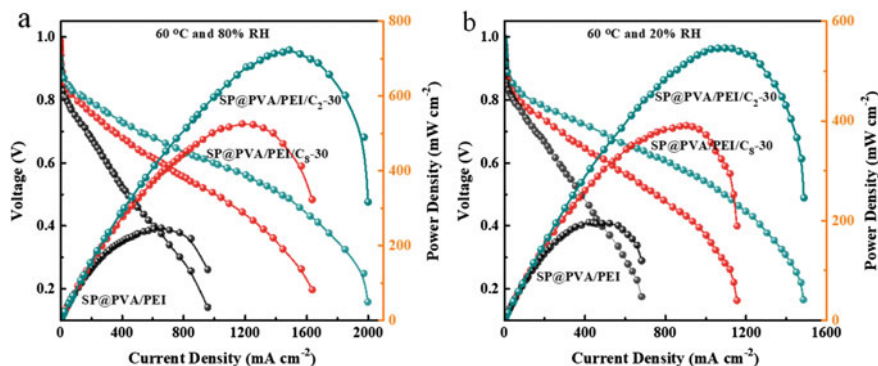 a
60 ⁰C and 80% RH
SP@PVA/PEI/C₂-30
SP@PVA/PEI/C₈-30
SP@PVA/PEI
Voltage (V)
1.0
0.8
0.6
0.4
0.2
Power Density (mW cm⁻²)
800
600
400
200
0
0 400 800 1200 1600 2000
Current Density (mA cm⁻²)
b
60 ⁰C and 20% RH
SP@PVA/PEI/C₂-30
SP@PVA/PEI/C₈-30
SP@PVA/PEI
Voltage (V)
1.0
0.8
0.6
0.4
0.2
Power Density (mW cm⁻²)
600
500
400
300
200
100
0
0 400 800 1200 1600
Current Density (mA cm⁻²)